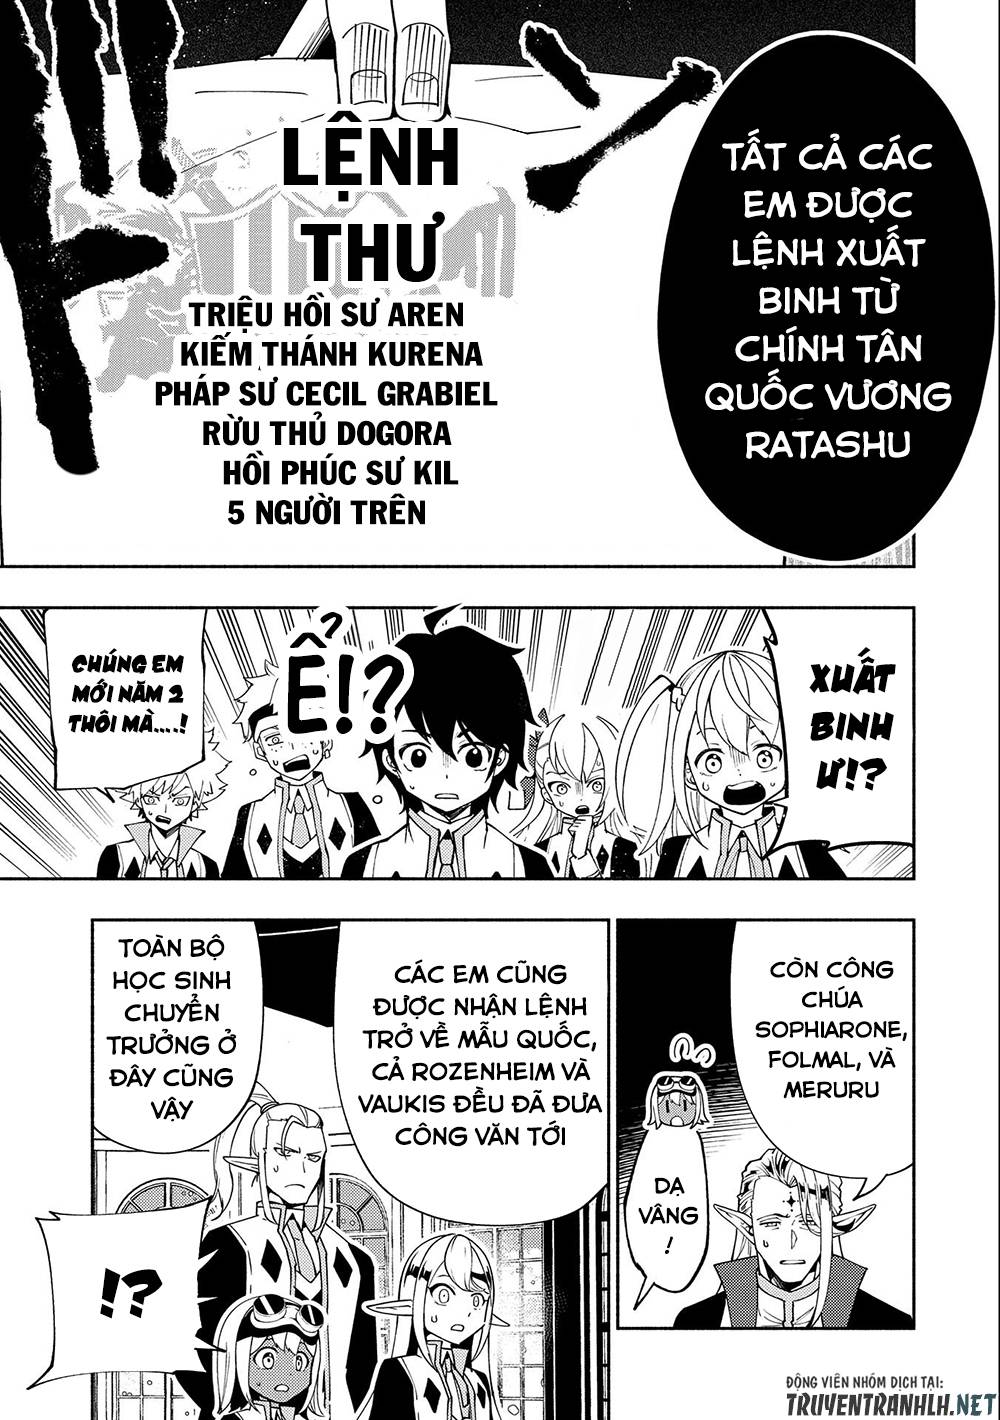 TẤT CẢ CÁC
EM ĐƯỢC
LỆNH XUẤT
BINH TỪ
CHÍNH TÂN
QUỐC VƯƠNG
RATASHU
LỆNH
THƯ
TRIỆU HỒI SƯ AREN
KIẾM THÁNH KURENA
PHÁP SƯ CECIL GRABIEL
RỪU THỦ DOGORA
HỒI PHÚC SƯ KIL
5 NGƯỜI TRÊN
XUẤT
BINH
Ư!?
Ể!?
?
CHÚNG EM
MỚI NĂM 2
THÔI MÀ....!
CÒN CÔNG
CHÚA
SOPHIARONE,
FOLMAL, VÀ
MERURU
DẠ
VÂNG
!
CÁC EM CŨNG
ĐƯỢC NHẬN LỆNH
TRỞ VỀ MẪU QUỐC,
CẢ ROZENHEIM VÀ
VAUKIS ĐỀU ĐÃ ĐƯA
CÔNG VĂN TỚI
TOÀN BỘ
HỌC SINH
CHUYỂN
TRƯỜNG Ở
ĐÂY CŨNG
VẬY
!?
ĐỘNG VIÊN NHÓM DỊCH TẠI:
TRUYENTRANHLH.NET